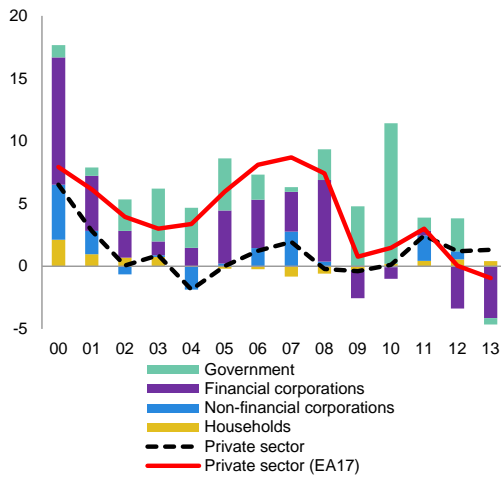 20
15
10
5
0
-5
00 01 02 03 04 05 06 07 08 09 10 11 12 13
Government
Financial corporations
Non-financial corporations
Households
Private sector
Private sector (EA17)